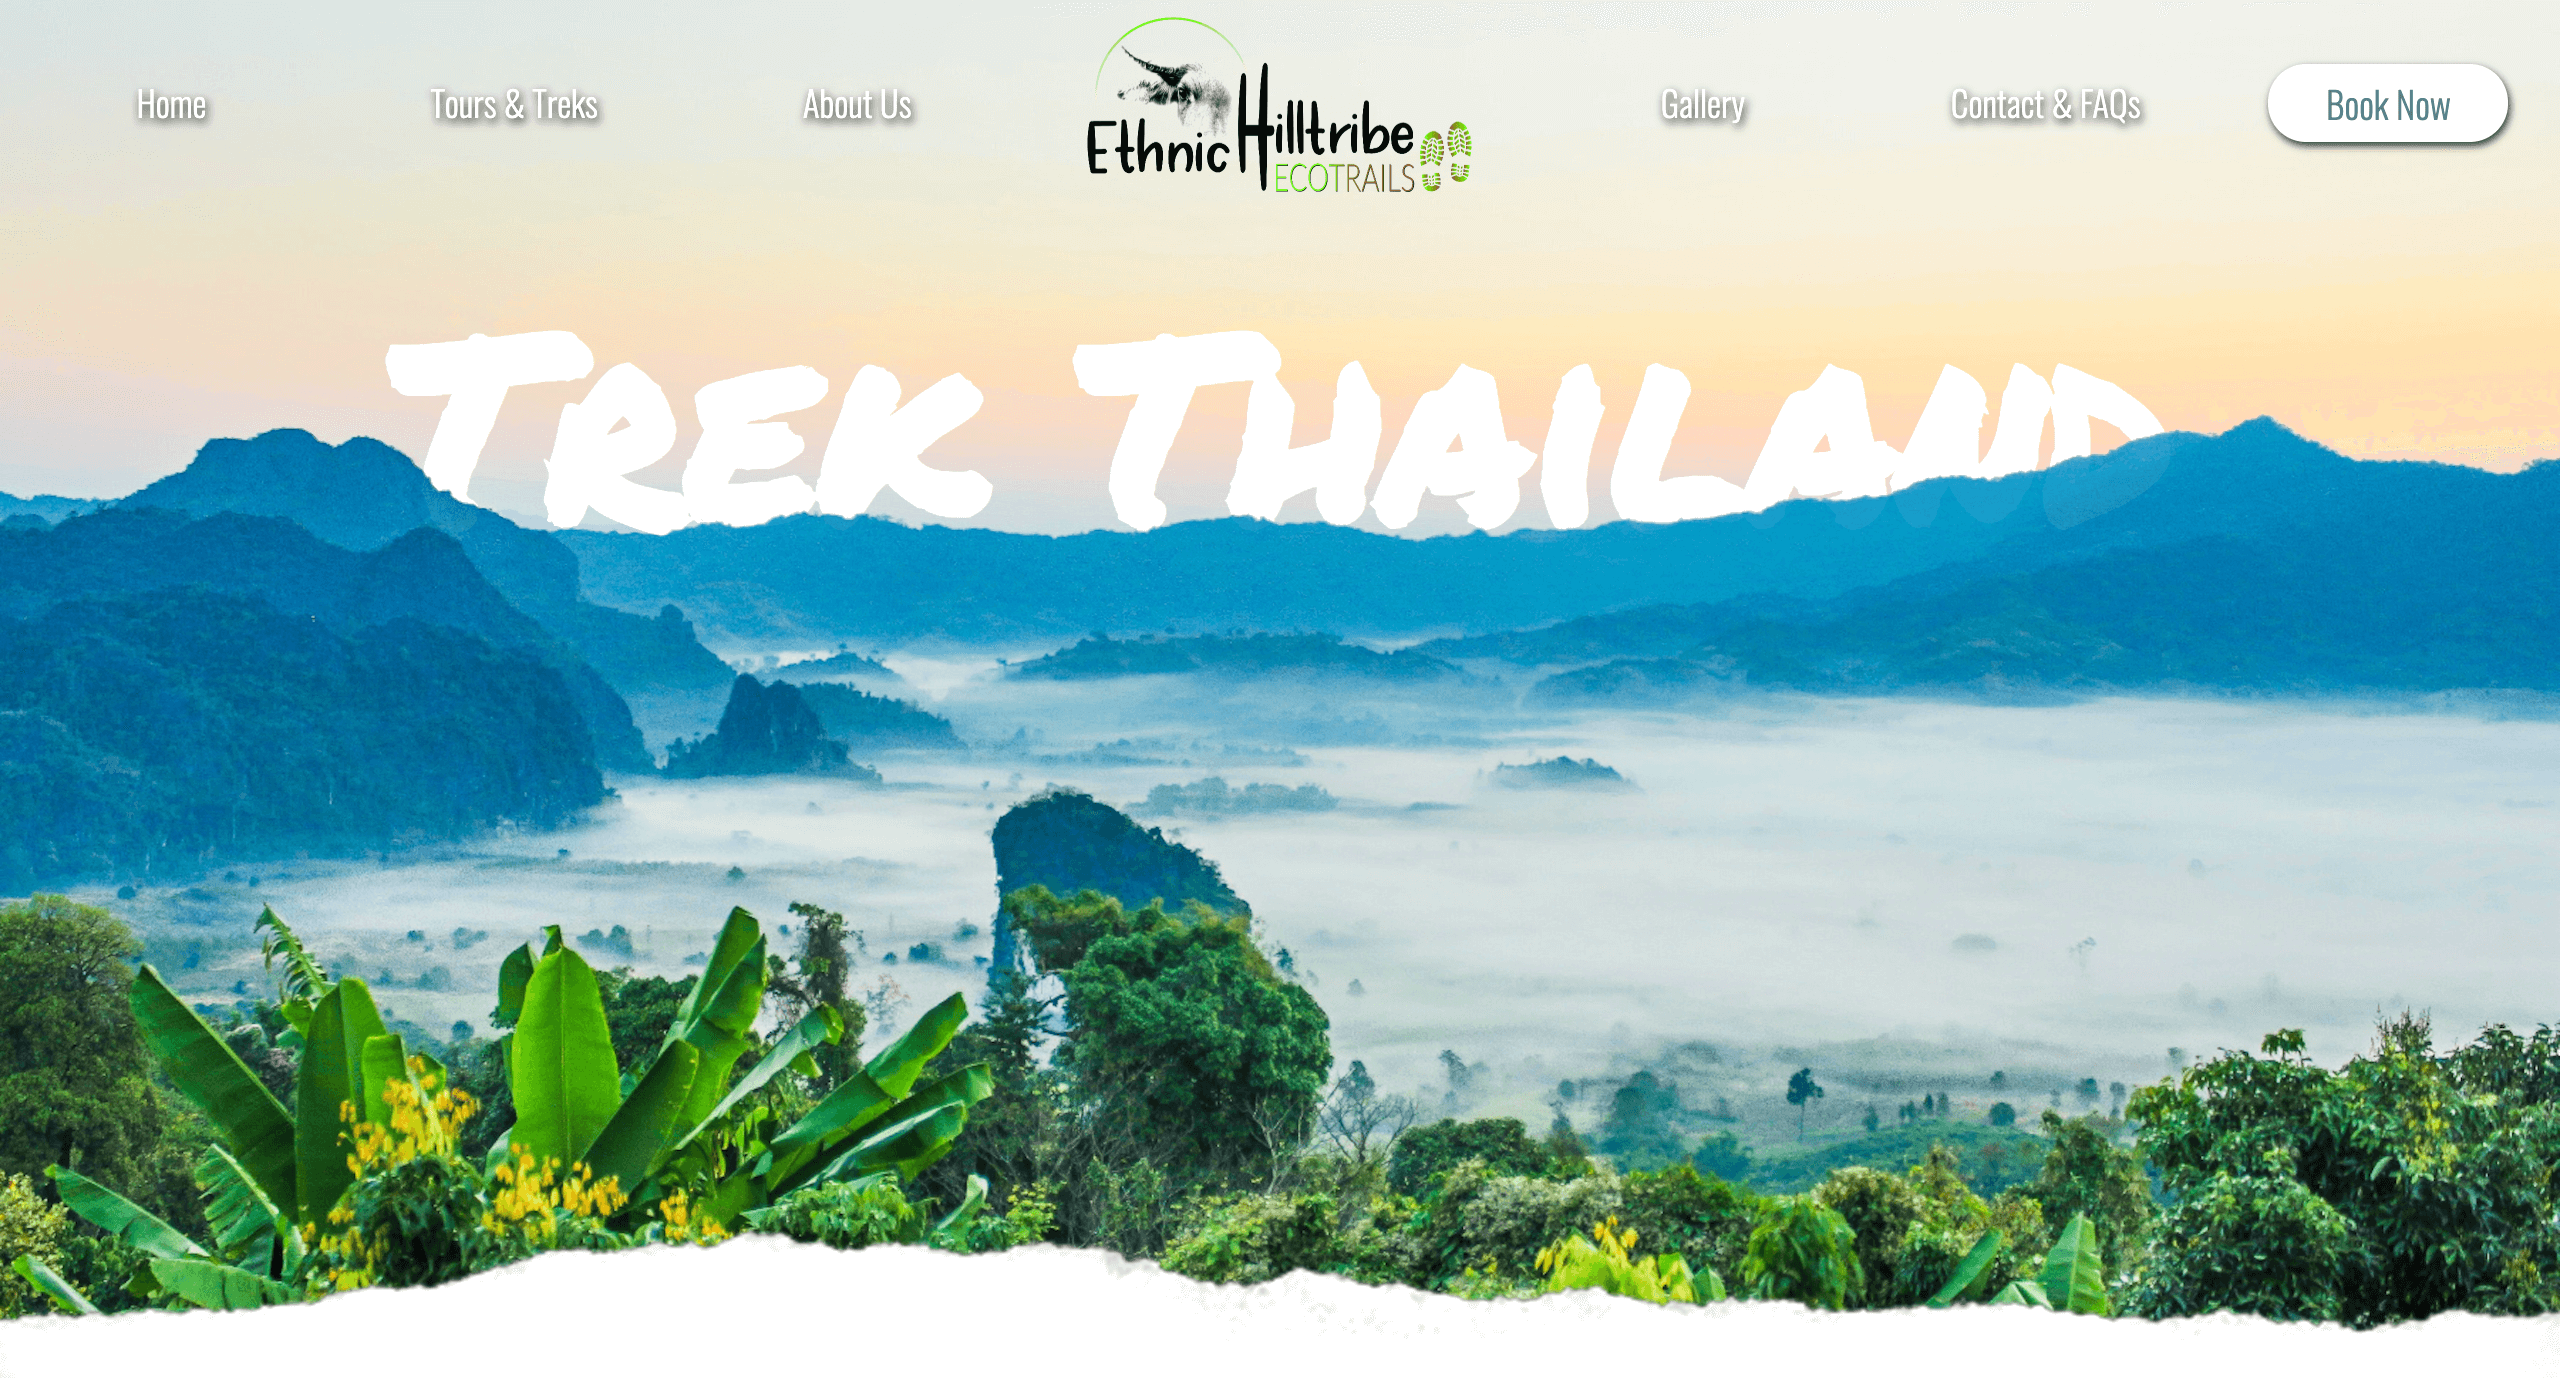 Home
Tours & Treks
About Us
Ethnic Hilltribe
ECOTRAILS
Gallery
Contact & FAQs
Book Now
Trek Thailand